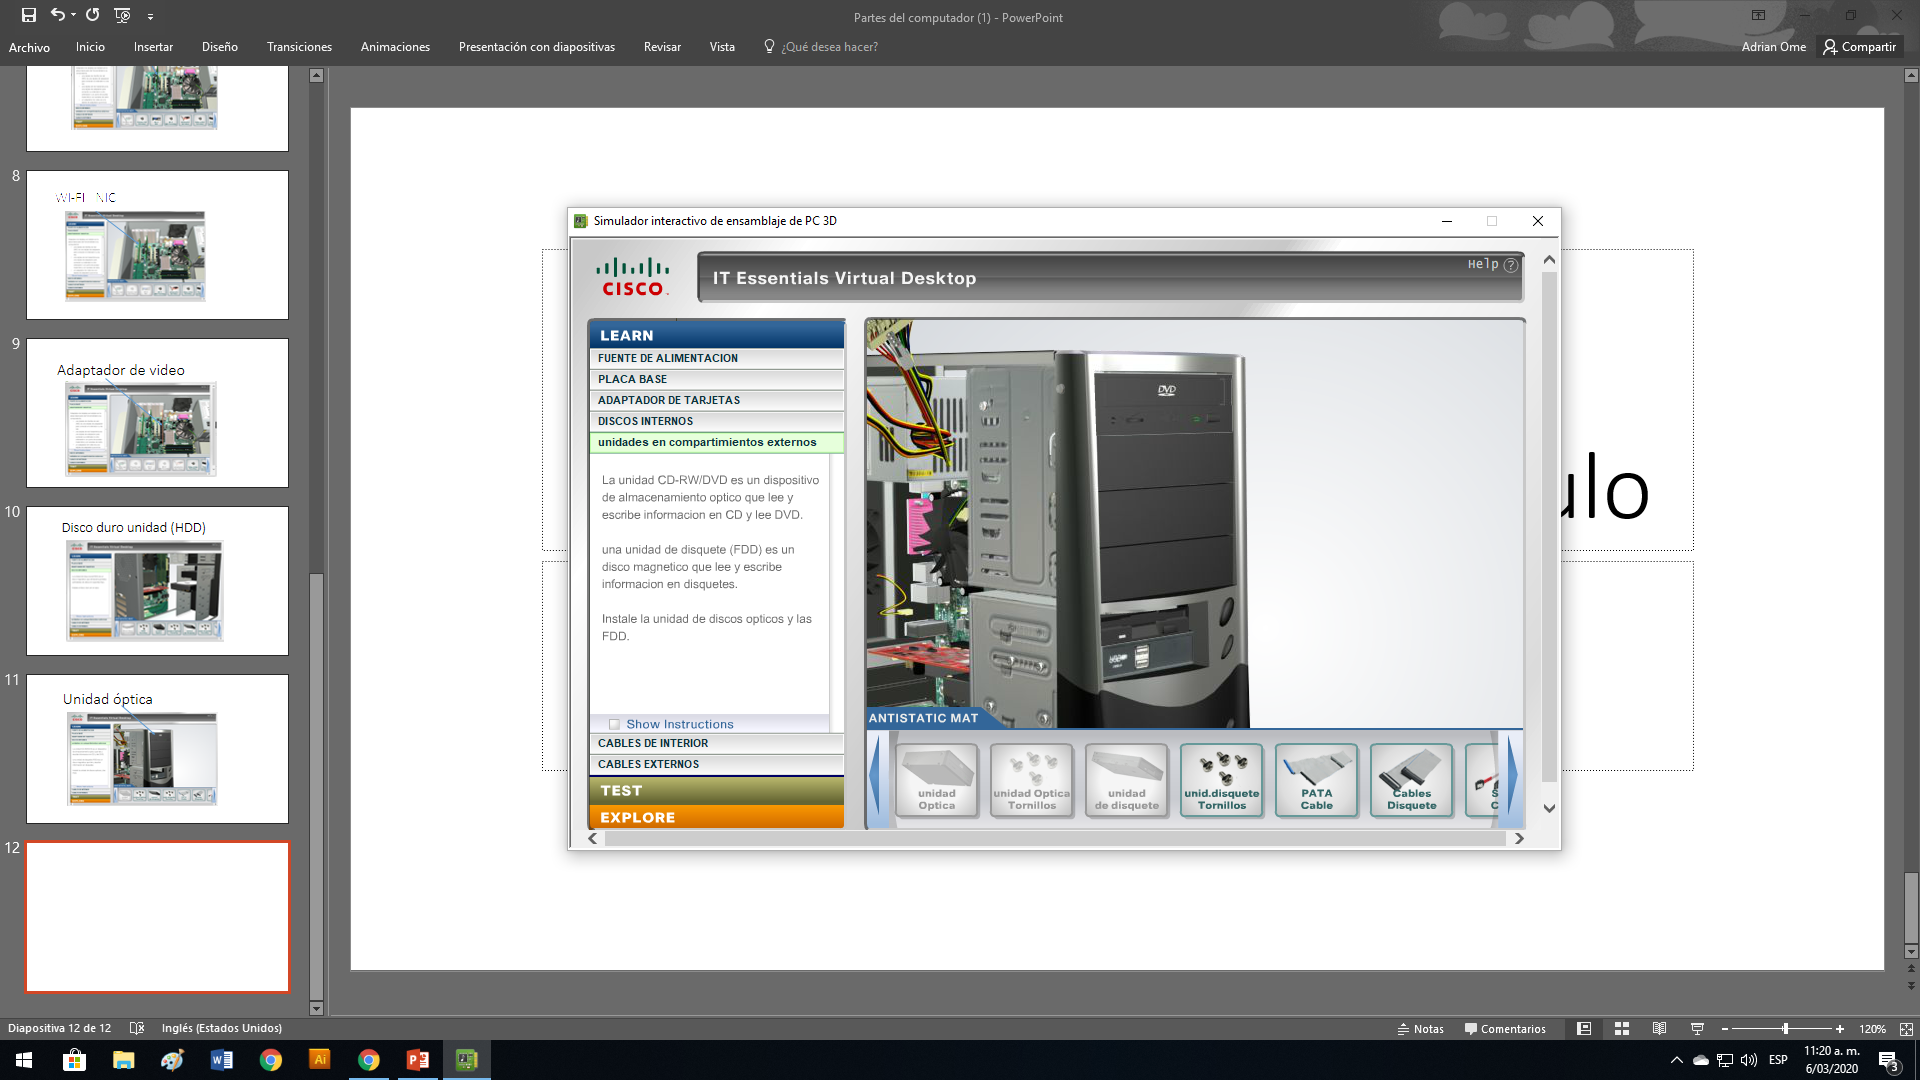 Partes del computador (1) - PowerPoint
Archivo Inicio Insertar Diseño Transiciones Animaciones Presentación con diapositivas Revisar Vista ¿Qué desea hacer? Adrian Ome Compartir
8
WI-FI NIC
9
Adaptador de video
10
Disco duro unidad (HDD)
11
Unidad óptica
12
ulo
Simulador interactivo de ensamblaje de PC 3D
CISCO
IT Essentials Virtual Desktop
Help ?
LEARN
FUENTE DE ALIMENTACION
PLACA BASE
ADAPTADOR DE TARJETAS
DISCOS INTERNOS
unidades en compartimientos externos
La unidad CD-RW/DVD es un dispositivo
de almacenamiento optico que lee y
escribe informacion en CD y lee DVD.
una unidad de disquete (FDD) es un
disco magnetico que lee y escribe
informacion en disquetes.
Instale la unidad de discos opticos y las
FDD.
Show Instructions
CABLES DE INTERIOR
CABLES EXTERNOS
TEST
EXPLORE
DVD
ANTISTATIC MAT
unidad
Optica
unidad Optica
Tornillos
unidad
de disquete
unid.disquete
Tornillos
PATA
Cable
Cables
Disquete
S
C
Diapositiva 12 de 12 Inglés (Estados Unidos) Notas Comentarios 120%
ESP
11:20 a. m.
6/03/2020
3